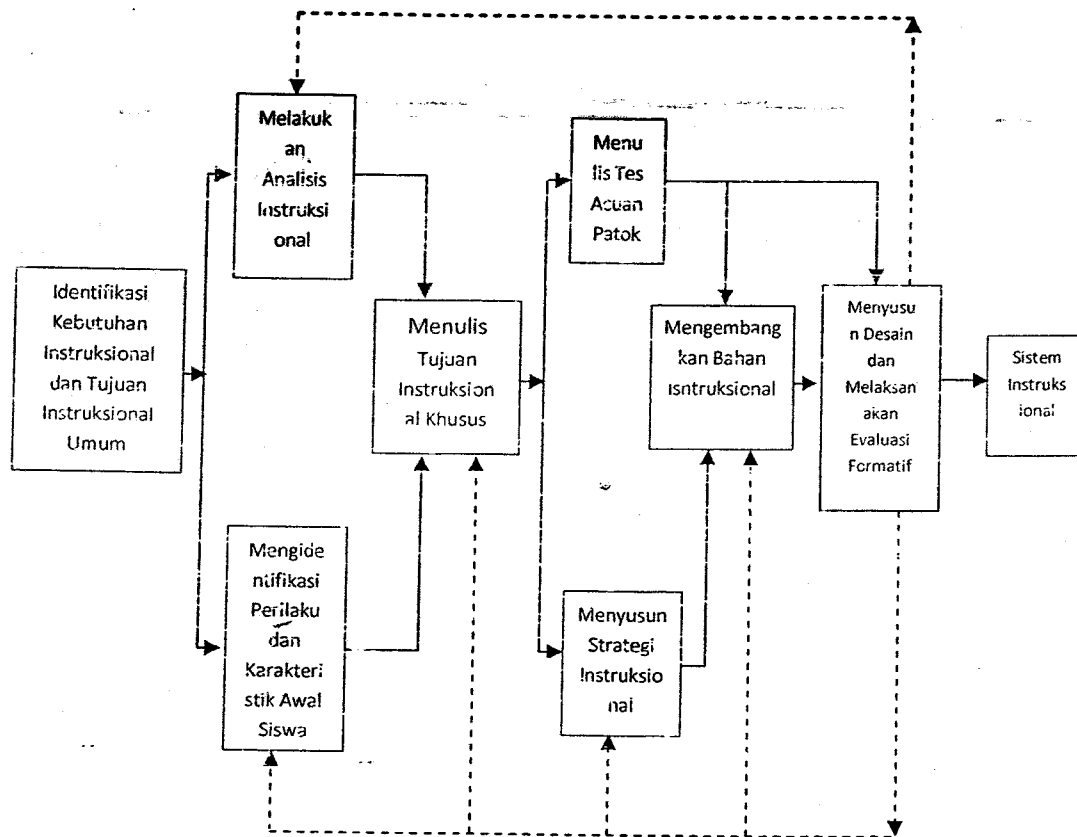 Melakuk
an
Analisis
Instruksi
onal
Menu
lis Tes
Acuan
Patok
Identifikasi
Kebutuhan
Instruksional
dan Tujuan
Instruksional
Umum
Menulis
Tujuan
Instruksion
al Khusus
Mengembang
kan Bahan
isntruksional
Menyusu
n Desain
dan
Melaksan
akan
Evaluasi
Formatif
Sistem
Instruks
ional
Mengide
ntifikasi
Perilaku
dan
Karakteri
stik Awal
Siswa
Menyusun
Strategi
Instruksio
nal